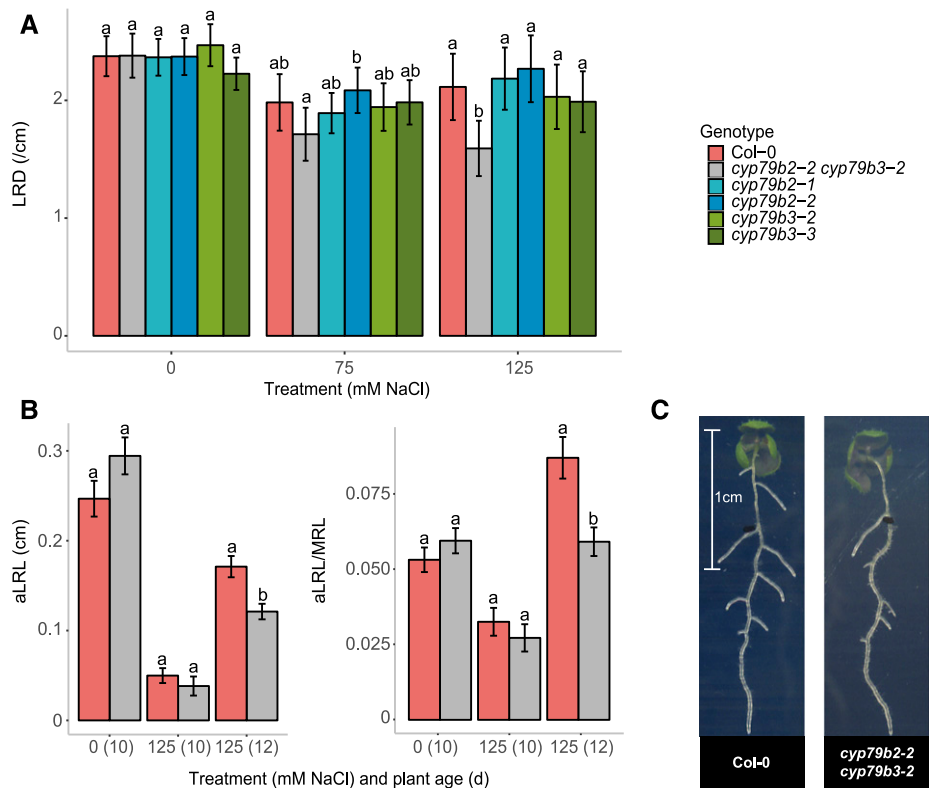 A
a a a a a a
ab a ab b ab ab
a b a a a a
LRD (/cm)
2
1
0
0 75 125
Treatment (mM NaCl)
Genotype
Col−0
cyp79b2−2 cyp79b3−2
cyp79b2−1
cyp79b2−2
cyp79b3−2
cyp79b3−3
B
a a a a a b
aLRL (cm)
0.3
0.2
0.1
0
0 (10) 125 (10) 125 (12)
a a a a a b
aLRL/MRL
0.075
0.050
0.025
0
0 (10) 125 (10) 125 (12)
Treatment (mM NaCl) and plant age (d)
C
1cm
Col-0
cyp79b2-2
cyp79b3-2